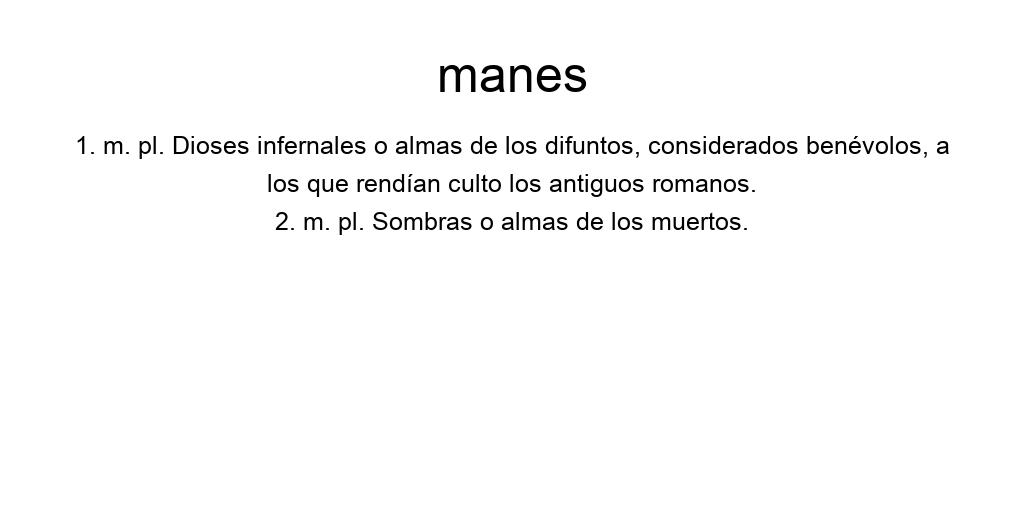 manes
1. m. pl. Dioses infernales o almas de los difuntos, considerados benévolos, a
los que rendían culto los antiguos romanos.
2. m. pl. Sombras o almas de los muertos.